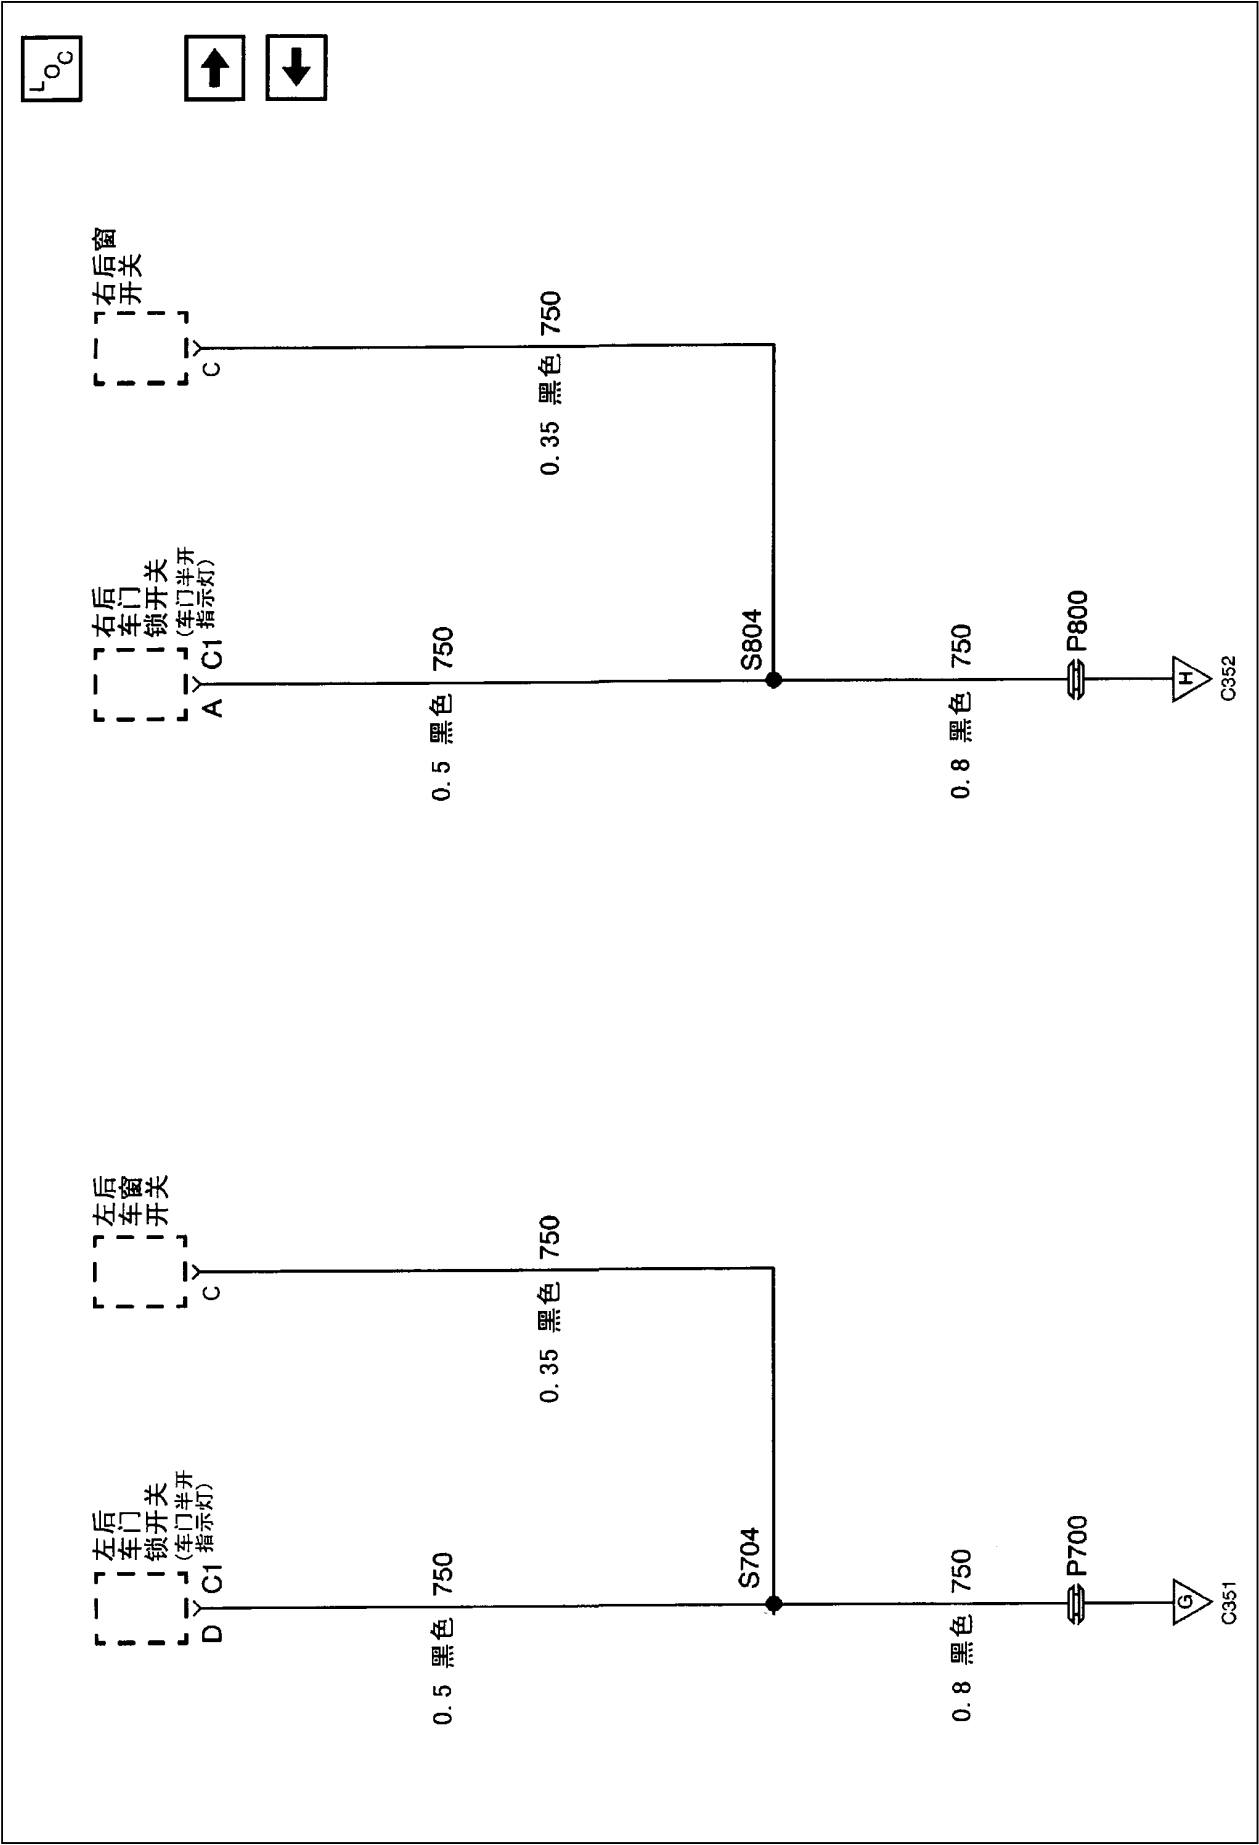 LOC
左后
车门
锁开关
(车门半开
指示灯)
D C1
左后
车窗
开关
C
右后
车门
锁开关
(车门半开
指示灯)
A C1
右后窗
开关
C
0.5 黑色 750
0.35 黑色 750
0.5 黑色 750
0.35 黑色 750
S704
S804
0.8 黑色 750
0.8 黑色 750
P700
P800
G
H
C351
C352